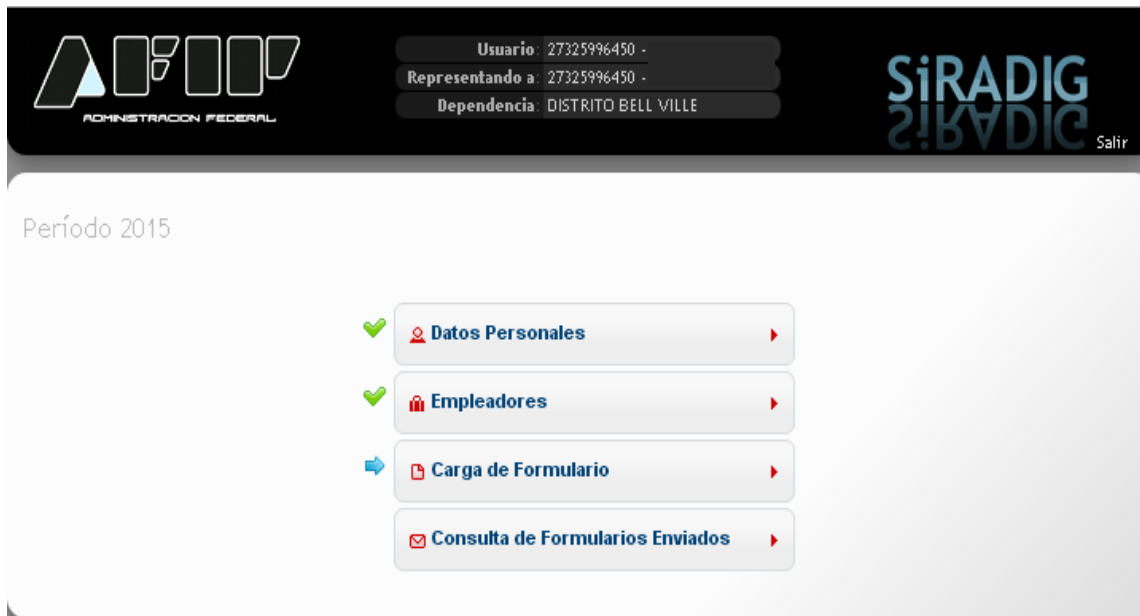 AFIP
ADMINISTRACION FEDERAL
Usuario: 27325996450 -
Representando a: 27325996450 -
Dependencia: DISTRITO BELL VILLE
SiRADIG
Salir
Período 2015
Datos Personales
Empleadores
Carga de Formulario
Consulta de Formularios Enviados